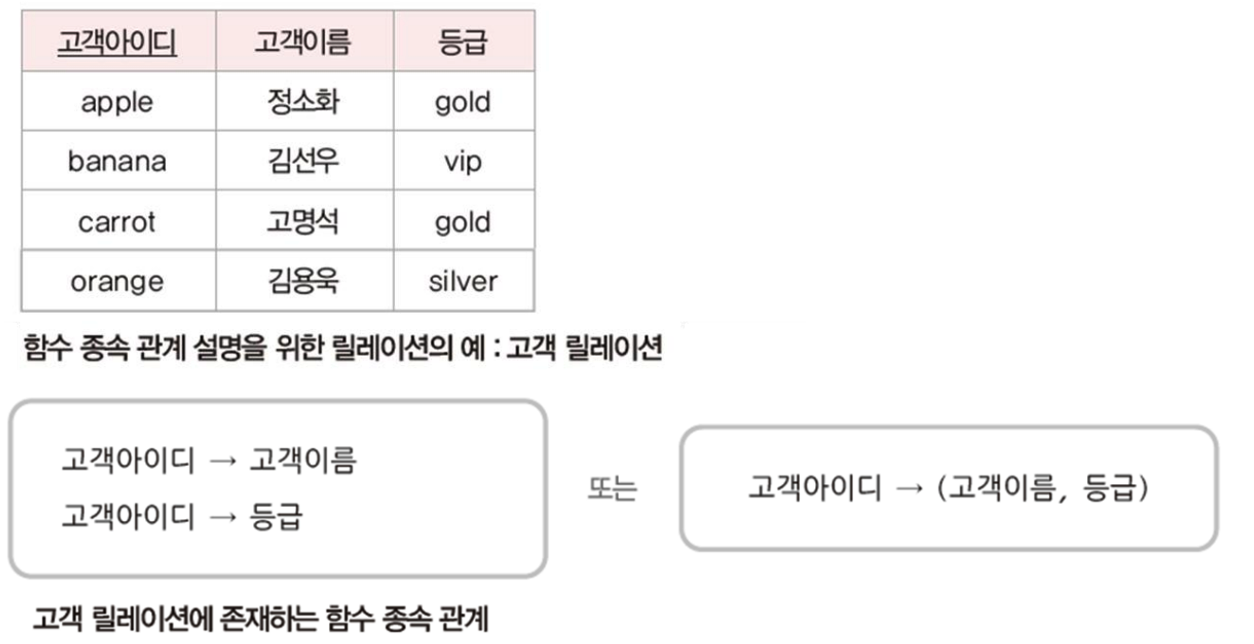 고객아이디 고객이름 등급
apple 정소화 gold
banana 김선우 vip
carrot 고명석 gold
orange 김용욱 silver
함수 종속 관계 설명을 위한 릴레이션의 예 : 고객 릴레이션
고객아이디 → 고객이름
고객아이디 → 등급
또는
고객아이디 → (고객이름, 등급)
고객 릴레이션에 존재하는 함수 종속 관계